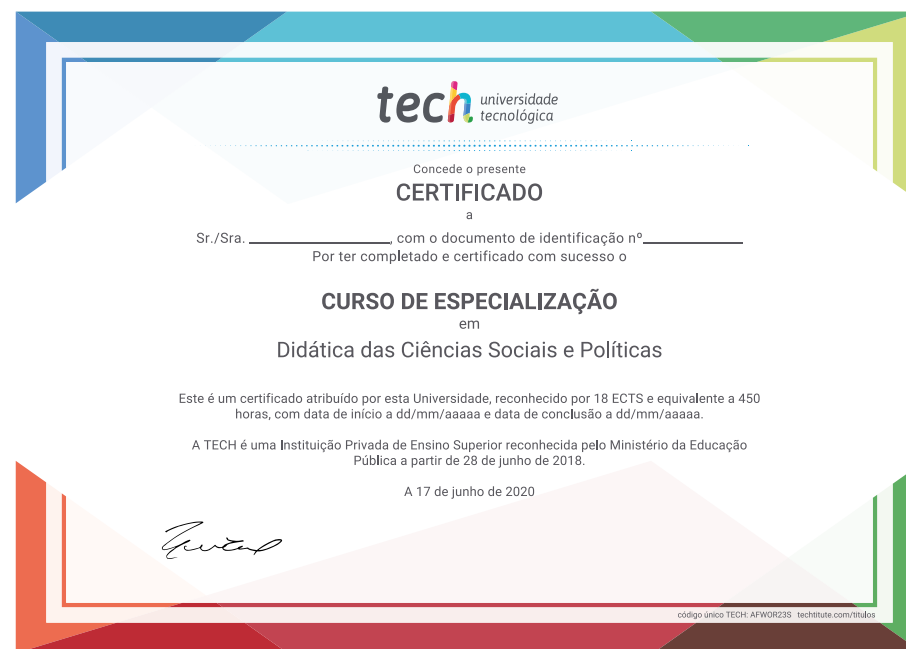 tech universidade
tecnológica
Concede o presente
CERTIFICADO
a
Sr./Sra. ____________________, com o documento de identificação nº______________
Por ter completado e certificado com sucesso o
CURSO DE ESPECIALIZAÇÃO
em
Didática das Ciências Sociais e Políticas
Este é um certificado atribuído por esta Universidade, reconhecido por 18 ECTS e equivalente a 450
horas, com data de início a dd/mm/aaaaa e data de conclusão a dd/mm/aaaaa.
A TECH é uma Instituição Privada de Ensino Superior reconhecida pelo Ministério da Educação
Pública a partir de 28 de junho de 2018.
A 17 de junho de 2020
código único TECH: AFWOR23S techtitute.com/titulos